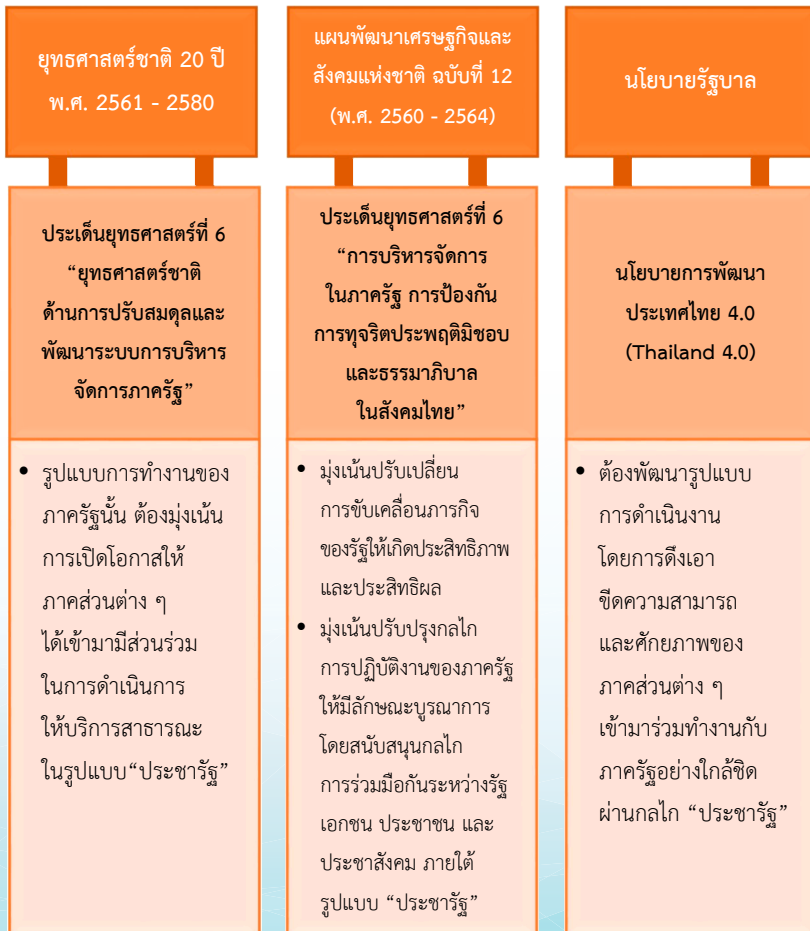 ยุทธศาสตร์ชาติ 20 ปี
พ.ศ. 2561 - 2580
ประเด็นยุทธศาสตร์ที่ 6
“ยุทธศาสตร์ชาติ
ด้านการปรับสมดุลและ
พัฒนาระบบการบริหาร
จัดการภาครัฐ”
• รูปแบบการทำงานของ
ภาครัฐนั้น ต้องมุ่งเน้น
การเปิดโอกาสให้
ภาคส่วนต่าง ๆ
ได้เข้ามามีส่วนร่วม
ในการดำเนินการ
ให้บริการสาธารณะ
ในรูปแบบ“ประชารัฐ”
แผนพัฒนาเศรษฐกิจและ
สังคมแห่งชาติ ฉบับที่ 12
(พ.ศ. 2560 - 2564)
ประเด็นยุทธศาสตร์ที่ 6
“การบริหารจัดการ
ในภาครัฐ การป้องกัน
การทุจริตประพฤติมิชอบ
และธรรมาภิบาล
ในสังคมไทย”
• มุ่งเน้นปรับเปลี่ยน
การขับเคลื่อนภารกิจ
ของรัฐให้เกิดประสิทธิภาพ
และประสิทธิผล
• มุ่งเน้นปรับปรุงกลไก
การปฏิบัติงานของภาครัฐ
ให้มีลักษณะบูรณาการ
โดยสนับสนุนกลไก
การร่วมมือกันระหว่างรัฐ
เอกชน ประชาชน และ
ประชาสังคม ภายใต้
รูปแบบ “ประชารัฐ”
นโยบายรัฐบาล
นโยบายการพัฒนา
ประเทศไทย 4.0
(Thailand 4.0)
• ต้องพัฒนารูปแบบ
การดำเนินงาน
โดยการดึงเอา
ขีดความสามารถ
และศักยภาพของ
ภาคส่วนต่าง ๆ
เข้ามาร่วมทำงานกับ
ภาครัฐอย่างใกล้ชิด
ผ่านกลไก “ประชารัฐ”